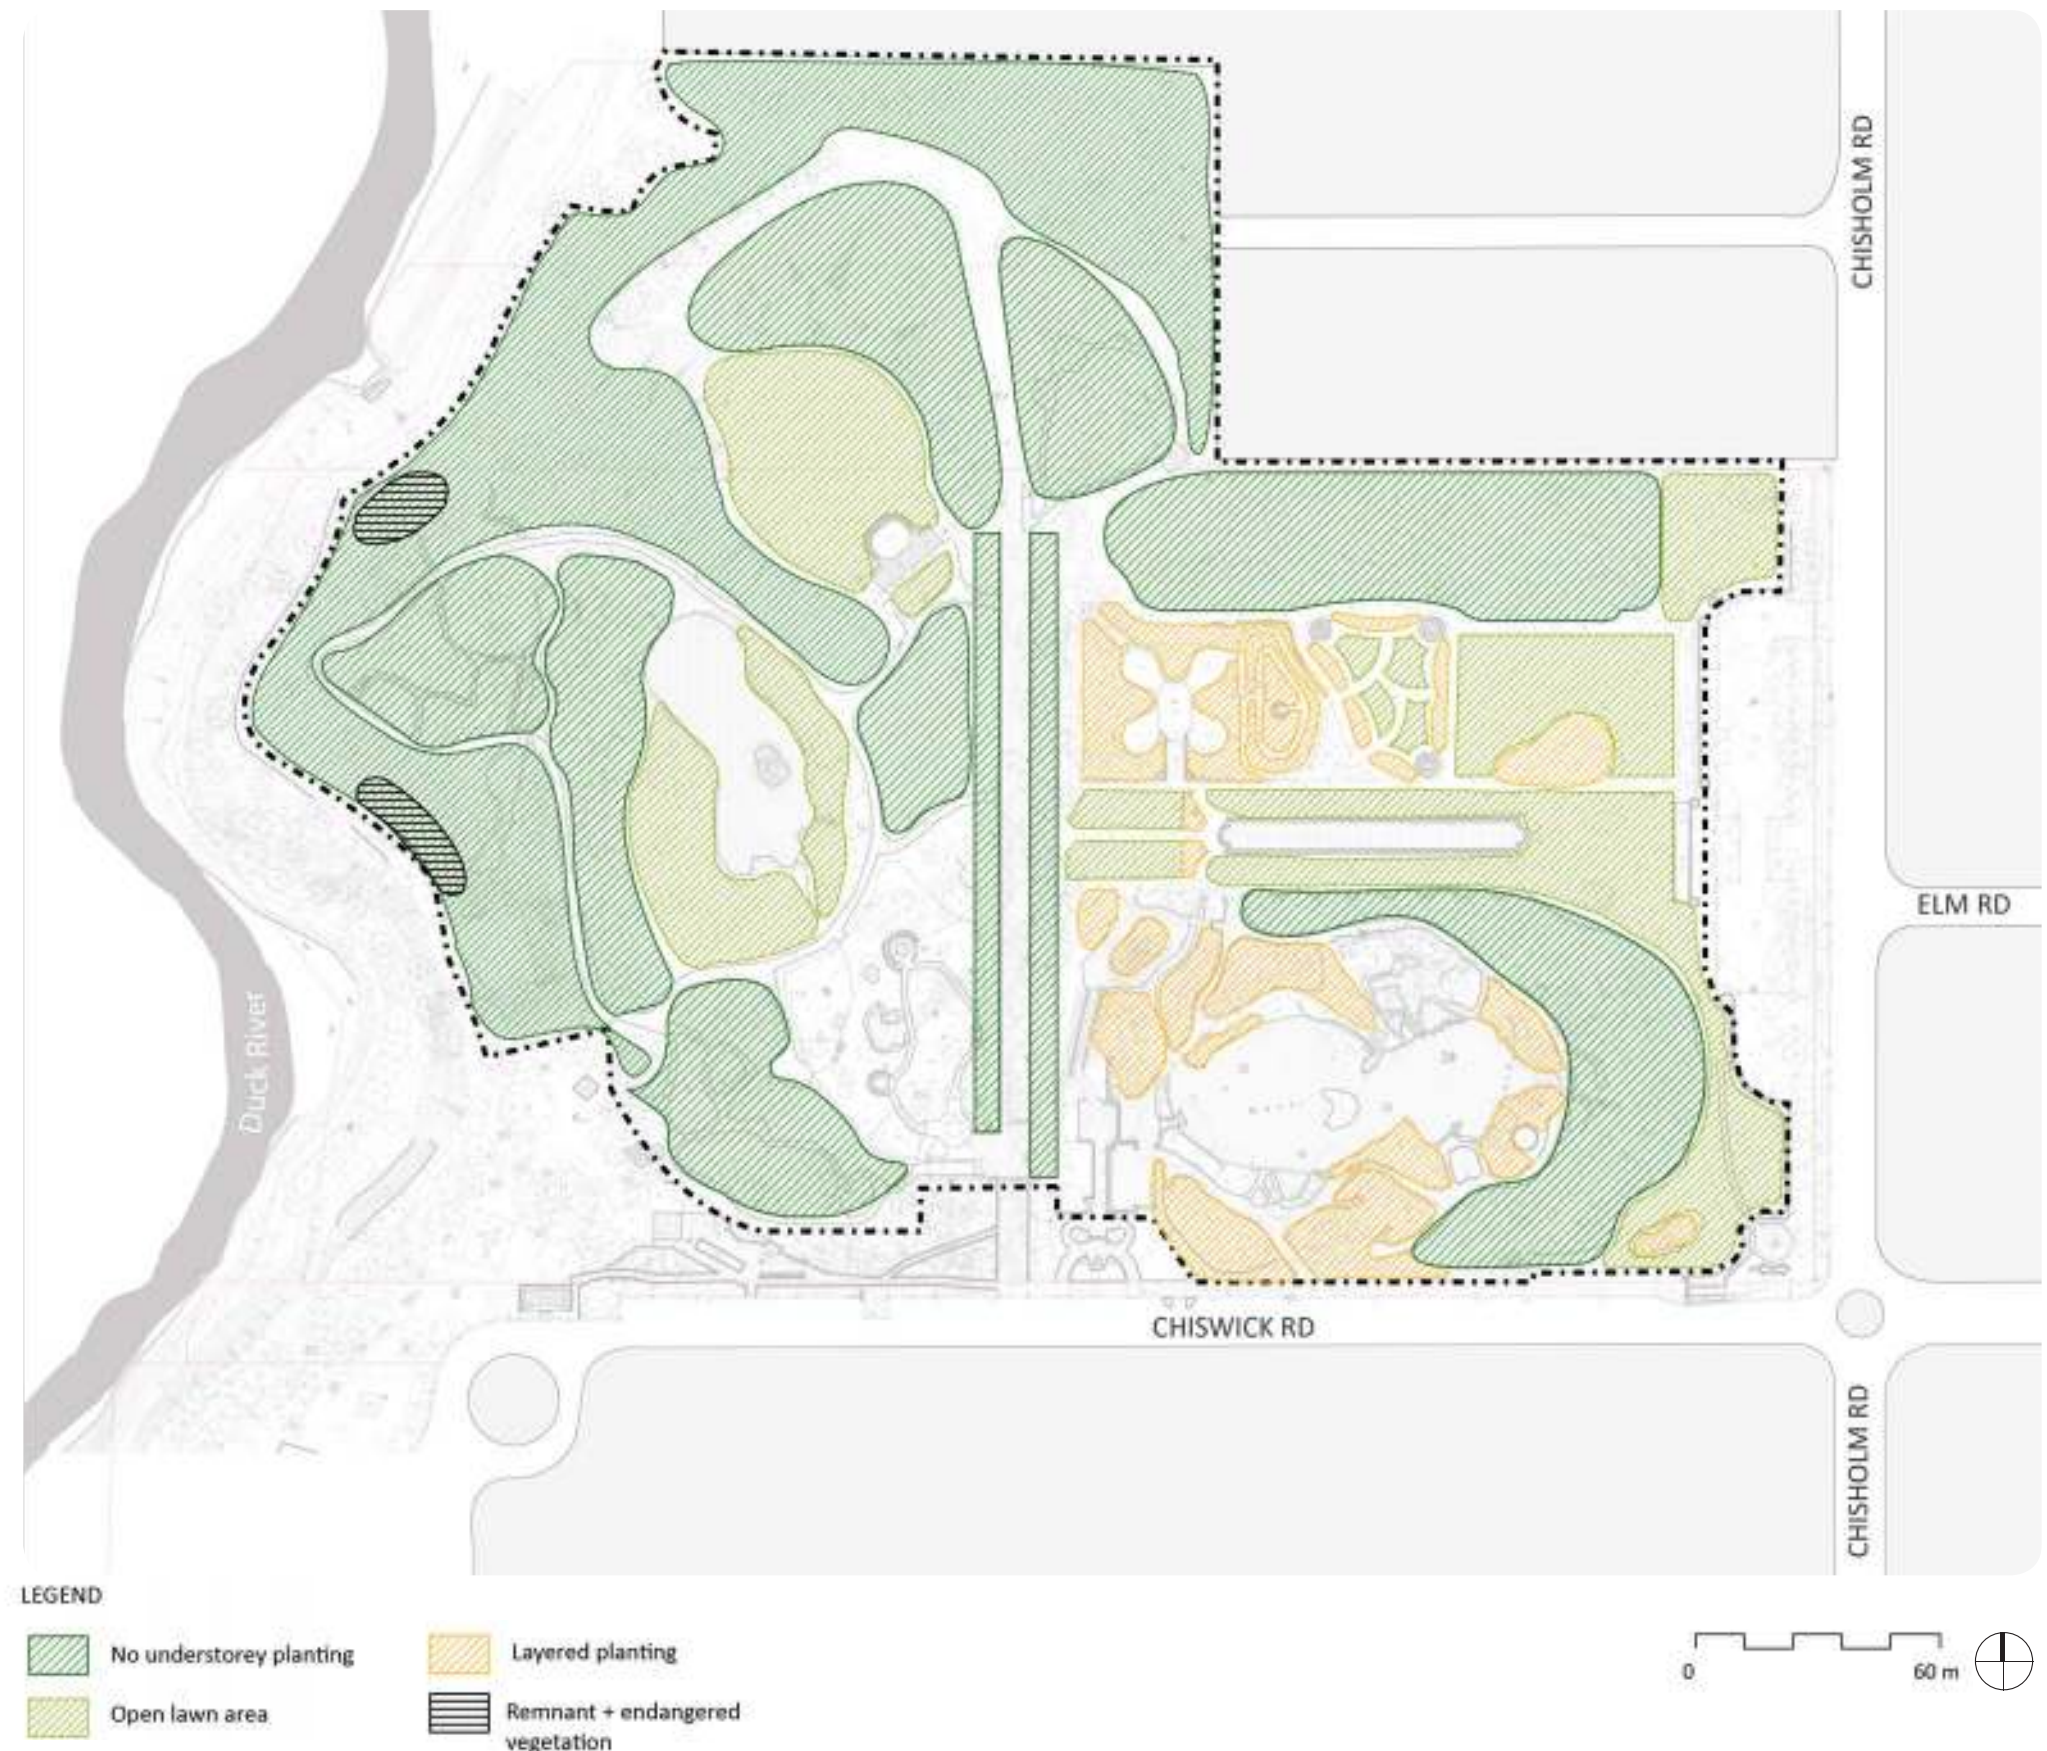 CHISHOLM RD
ELM RD
Duck River
CHISWICK RD
CHISHOLM RD
LEGEND
No understorey planting
Layered planting
Open lawn area
Remnant + endangered
vegetation
0
60 m